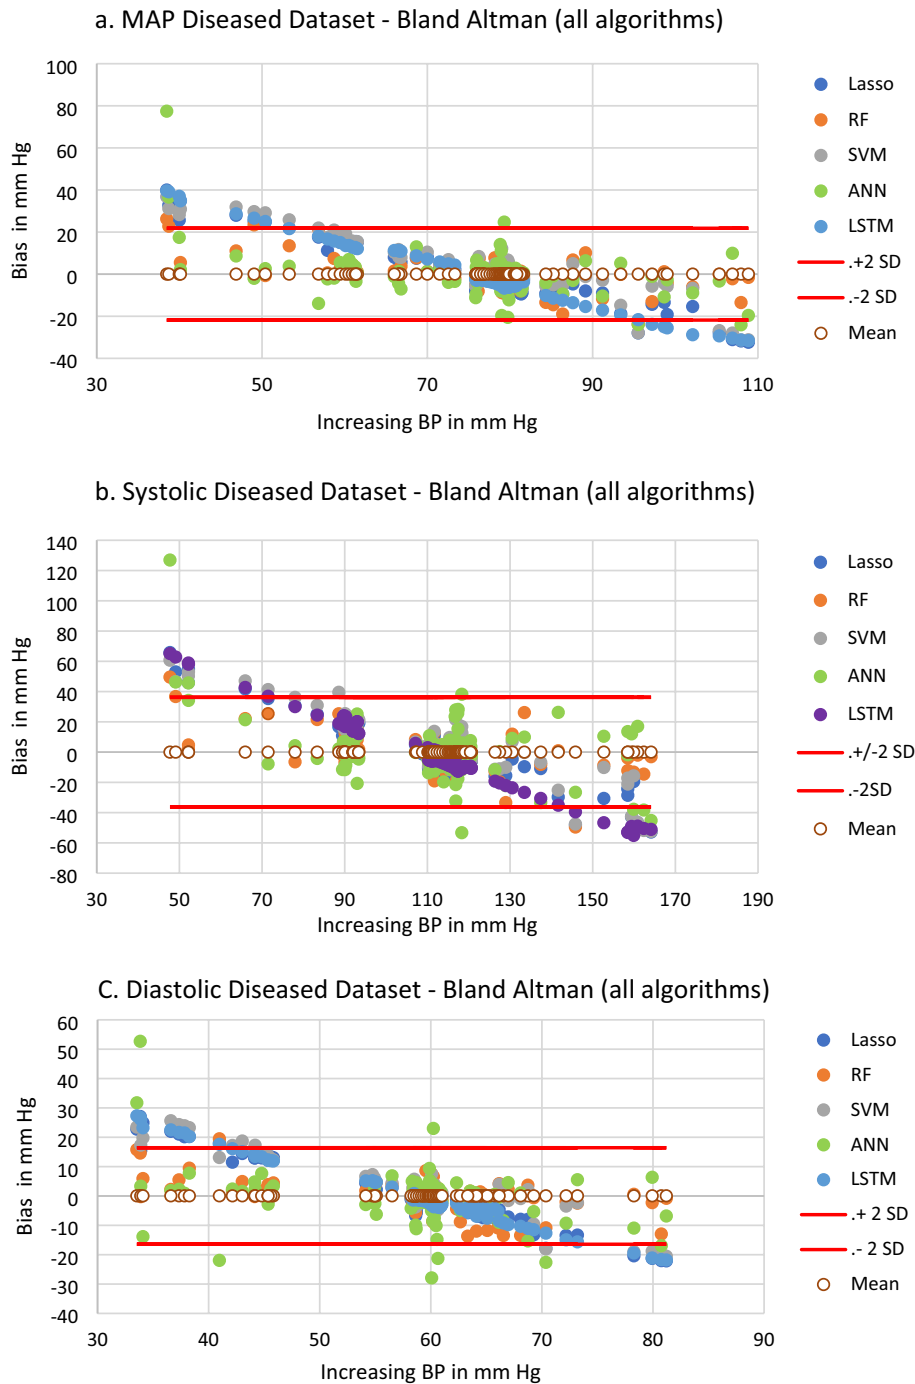 a. MAP Diseased Dataset - Bland Altman (all algorithms)
100
80
60
40
20
0
-20
-40
Bias in mm Hg
30 50 70 90 110
Increasing BP in mm Hg
Lasso
RF
SVM
ANN
LSTM
.+2 SD
.-2 SD
Mean
b. Systolic Diseased Dataset - Bland Altman (all algorithms)
140
120
100
80
60
40
20
0
-20
-40
-60
-80
Bias in mm Hg
30 50 70 90 110 130 150 170 190
Increasing BP in mm Hg
Lasso
RF
SVM
ANN
LSTM
.+/-2 SD
.-2SD
Mean
C. Diastolic Diseased Dataset - Bland Altman (all algorithms)
60
50
40
30
20
10
0
-10
-20
-30
-40
Bias in mm Hg
30 40 50 60 70 80 90
Increasing BP in mm Hg
Lasso
RF
SVM
ANN
LSTM
.+ 2 SD
.- 2 SD
Mean